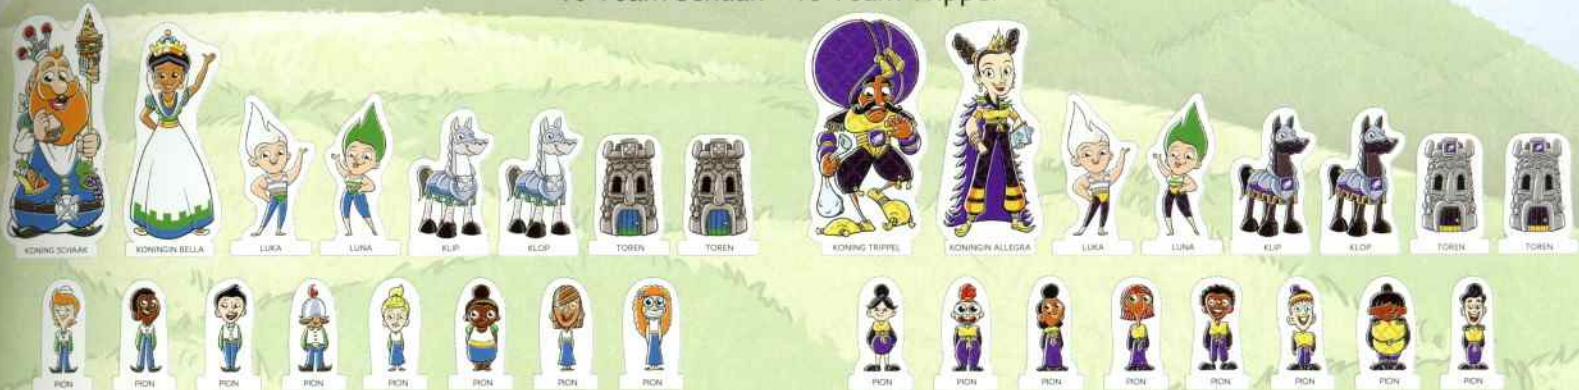 KONING SCHAAK KONINGIN BELLA LUKA LUNA KLIP KLOP TOREN TOREN KONING TRIPPEL KONINGIN ALLEGRA LUKA LUNA KLIP KLOP TOREN TOREN
PION PION PION PION PION PION PION PION PION PION PION PION PION PION PION PION